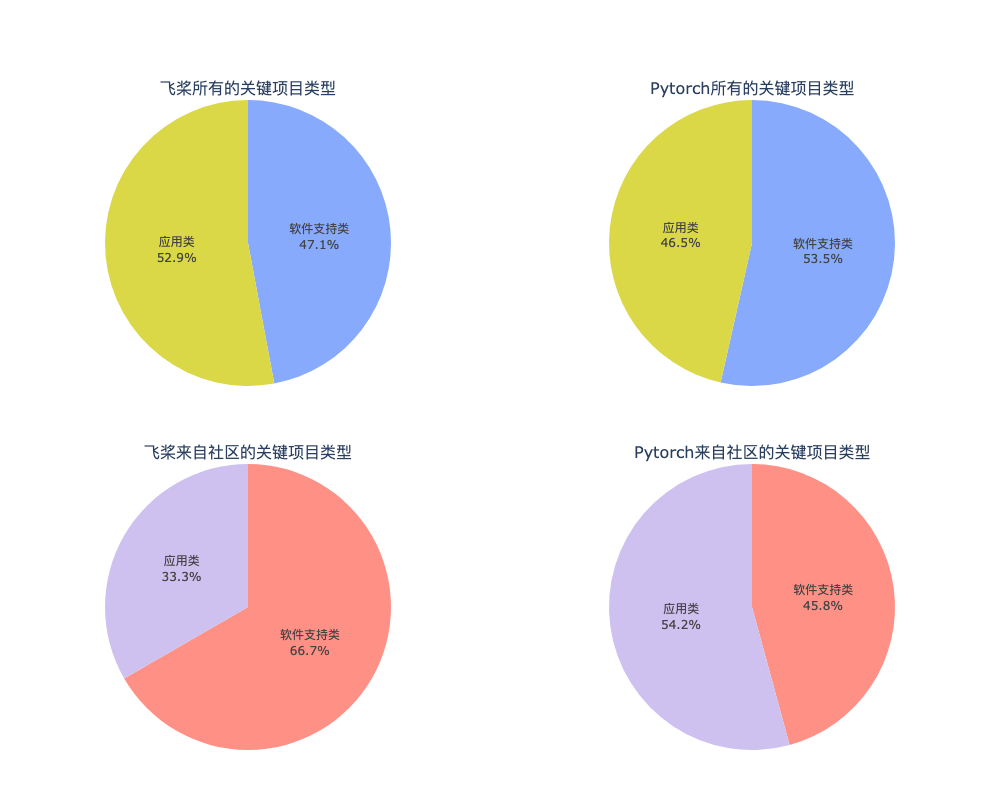 飞桨所有的关键项目类型
应用类
52.9%
软件支持类
47.1%
Pytorch所有的关键项目类型
应用类
46.5%
软件支持类
53.5%
飞桨来自社区的关键项目类型
应用类
33.3%
软件支持类
66.7%
Pytorch来自社区的关键项目类型
应用类
54.2%
软件支持类
45.8%